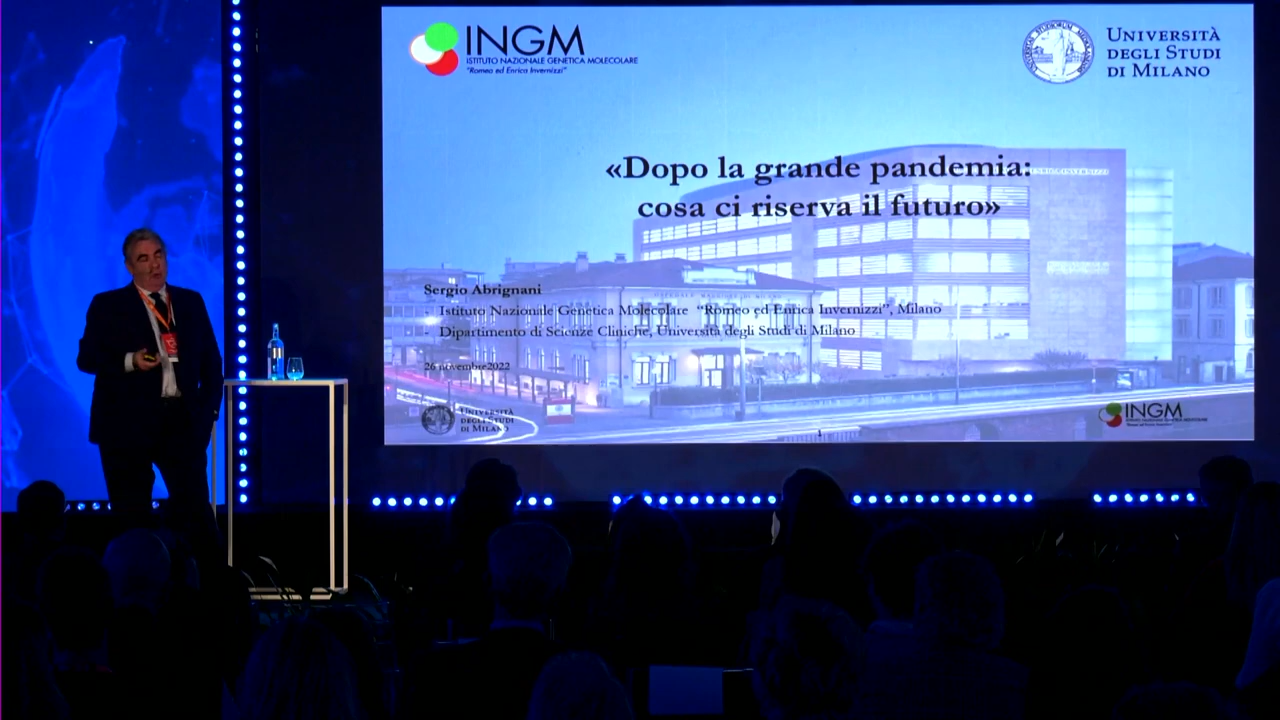 INGM
ISTITUTO NAZIONALE GENETICA MOLECOLARE
"Romeo ed Enrica Invernizzi"
UNIVERSITÀ
DEGLI STUDI
DI MILANO
«Dopo la grande pandemia:
cosa ci riserva il futuro»
Sergio Abrignani
- Istituto Nazionale Genetica Molecolare "Romeo ed Enrica Invernizzi", Milano
- Dipartimento di Scienze Cliniche, Università degli Studi di Milano
26 novembre2022
UNIVERSITÀ
DEGLI STUDI
DI MILANO
1
INGM